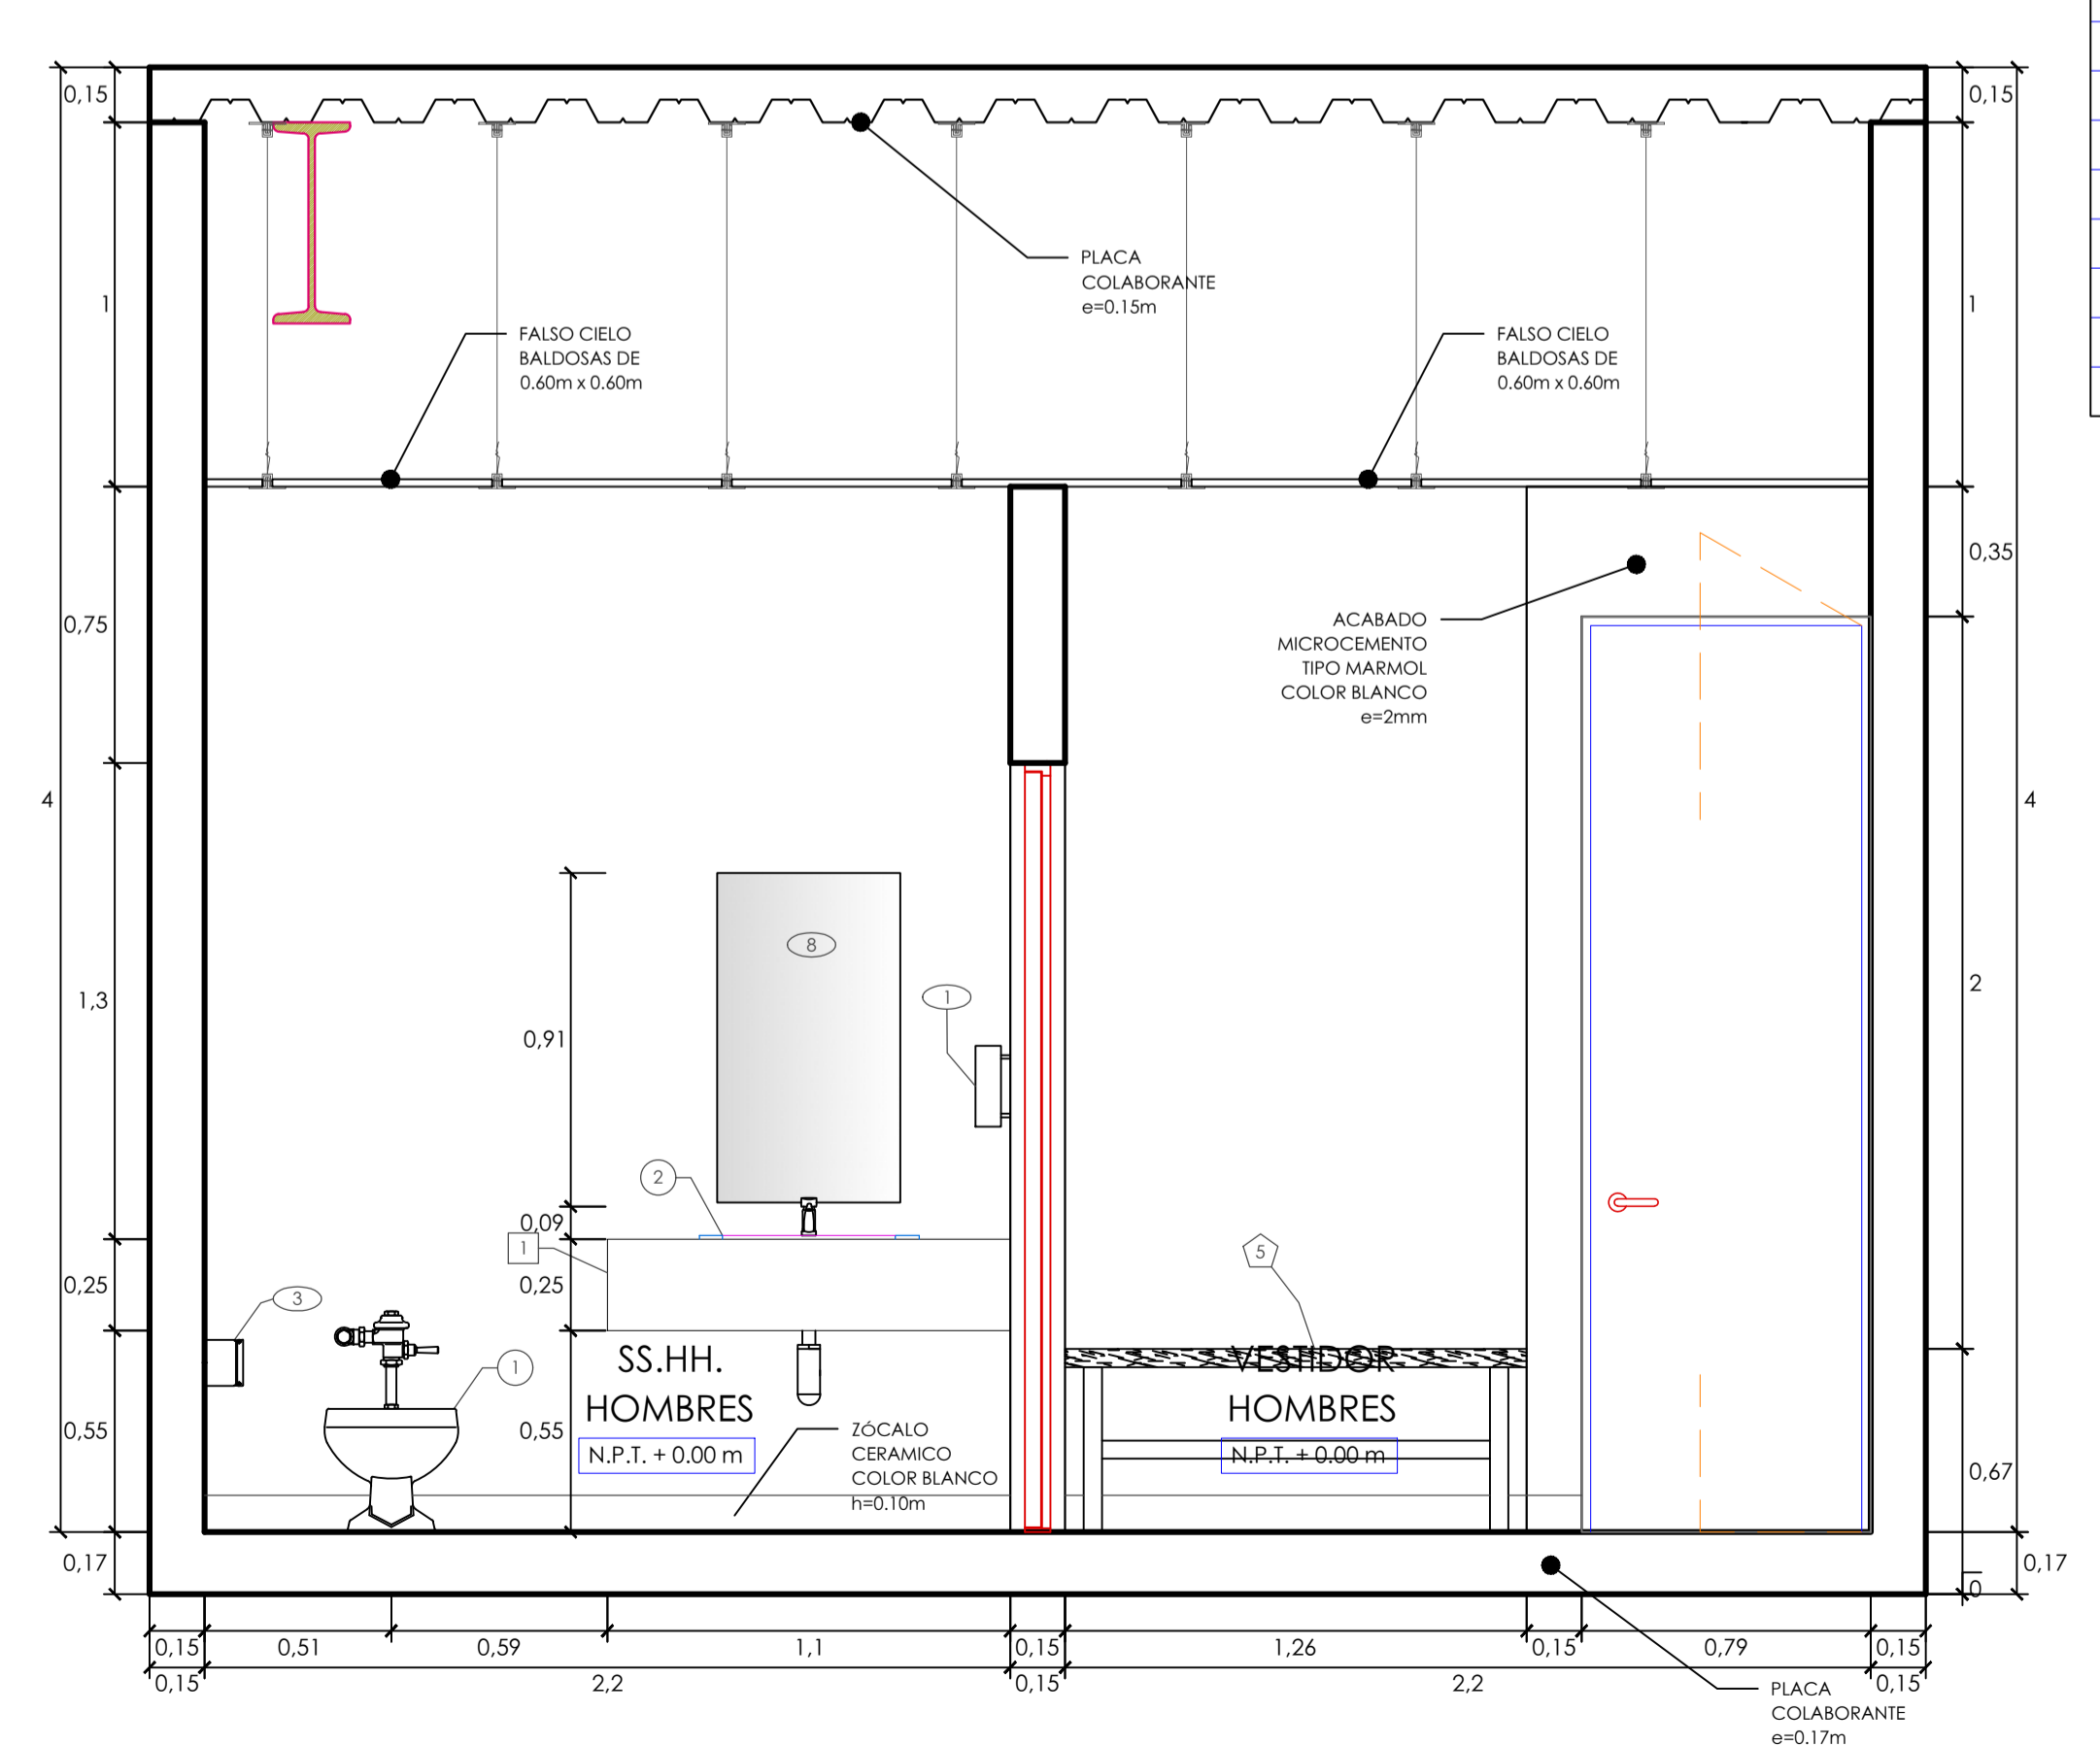 0,15
0,15
PLACA
COLABORANTE
e=0.15m
1
1
FALSO CIELO
BALDOSAS DE
0.60m x 0.60m
FALSO CIELO
BALDOSAS DE
0.60m x 0.60m
0,35
0,75
ACABADO
MICROCEMENTO
TIPO MARMOL
COLOR BLANCO
e=2mm
4
4
8
2
1,3
1
0,91
2
0,09
1
5
0,25
0,25
3
SS.HH.
HOMBRES
N.P.T. + 0.00 m
1
VESTIDOR
HOMBRES
N.P.T. + 0.00 m
0,55
0,55
ZÓCALO
CERAMICO
COLOR BLANCO
h=0.10m
0,67
0,17
0,17
0
0,15 0,51 0,59 1,1 0,15 1,26 0,15 0,79 0,15
0,15 2,2 0,15 2,2 0,15
PLACA
COLABORANTE
e=0.17m